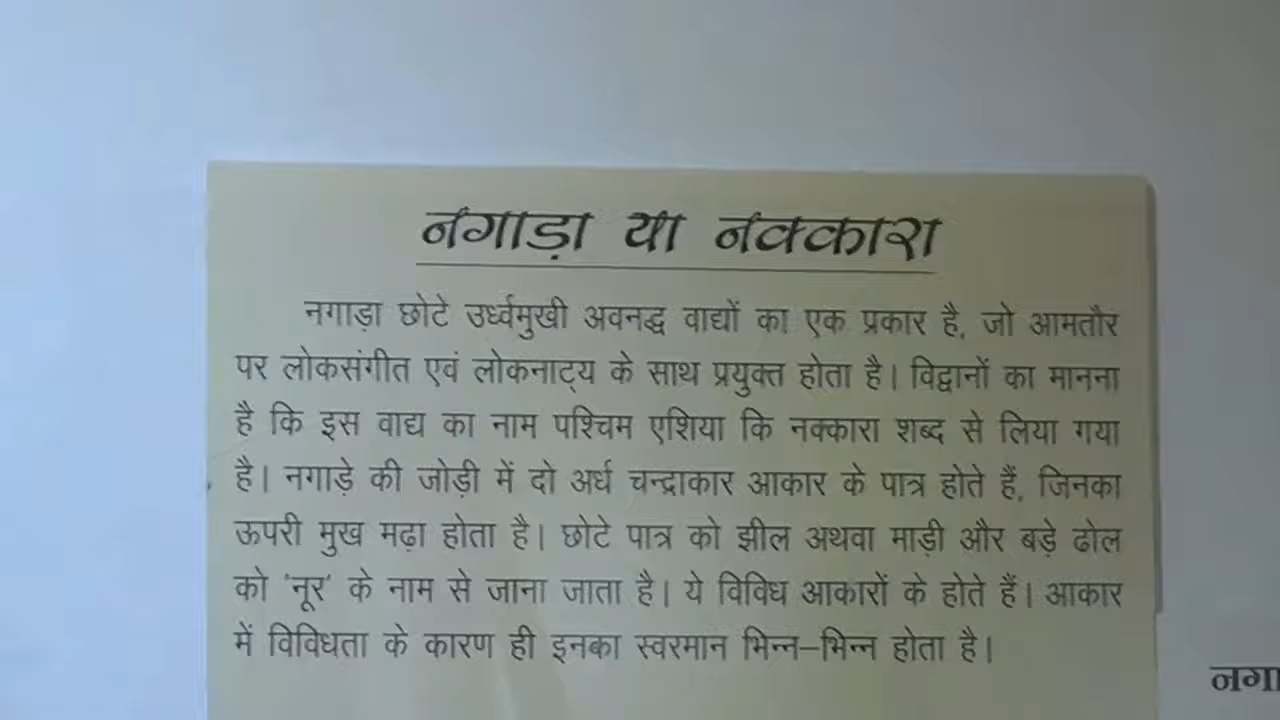 नगाड़ा या नक्कारा
नगाड़ा छोटे उर्ध्वमुखी अवनद्ध वाद्यों का एक प्रकार है, जो आमतौर
पर लोकसंगीत एवं लोकनाट्य के साथ प्रयुक्त होता है। विद्वानों का मानना
है कि इस वाद्य का नाम पश्चिम एशिया कि नक्कारा शब्द से लिया गया
है। नगाड़े की जोड़ी में दो अर्ध चन्द्राकार आकार के पात्र होते हैं, जिनका
ऊपरी मुख मढ़ा होता है। छोटे पात्र को झील अथवा माड़ी और बड़े ढोल
को 'नूर' के नाम से जाना जाता है। ये विविध आकारों के होते हैं। आकार
में विविधता के कारण ही इनका स्वरमान भिन्न–भिन्न होता है।